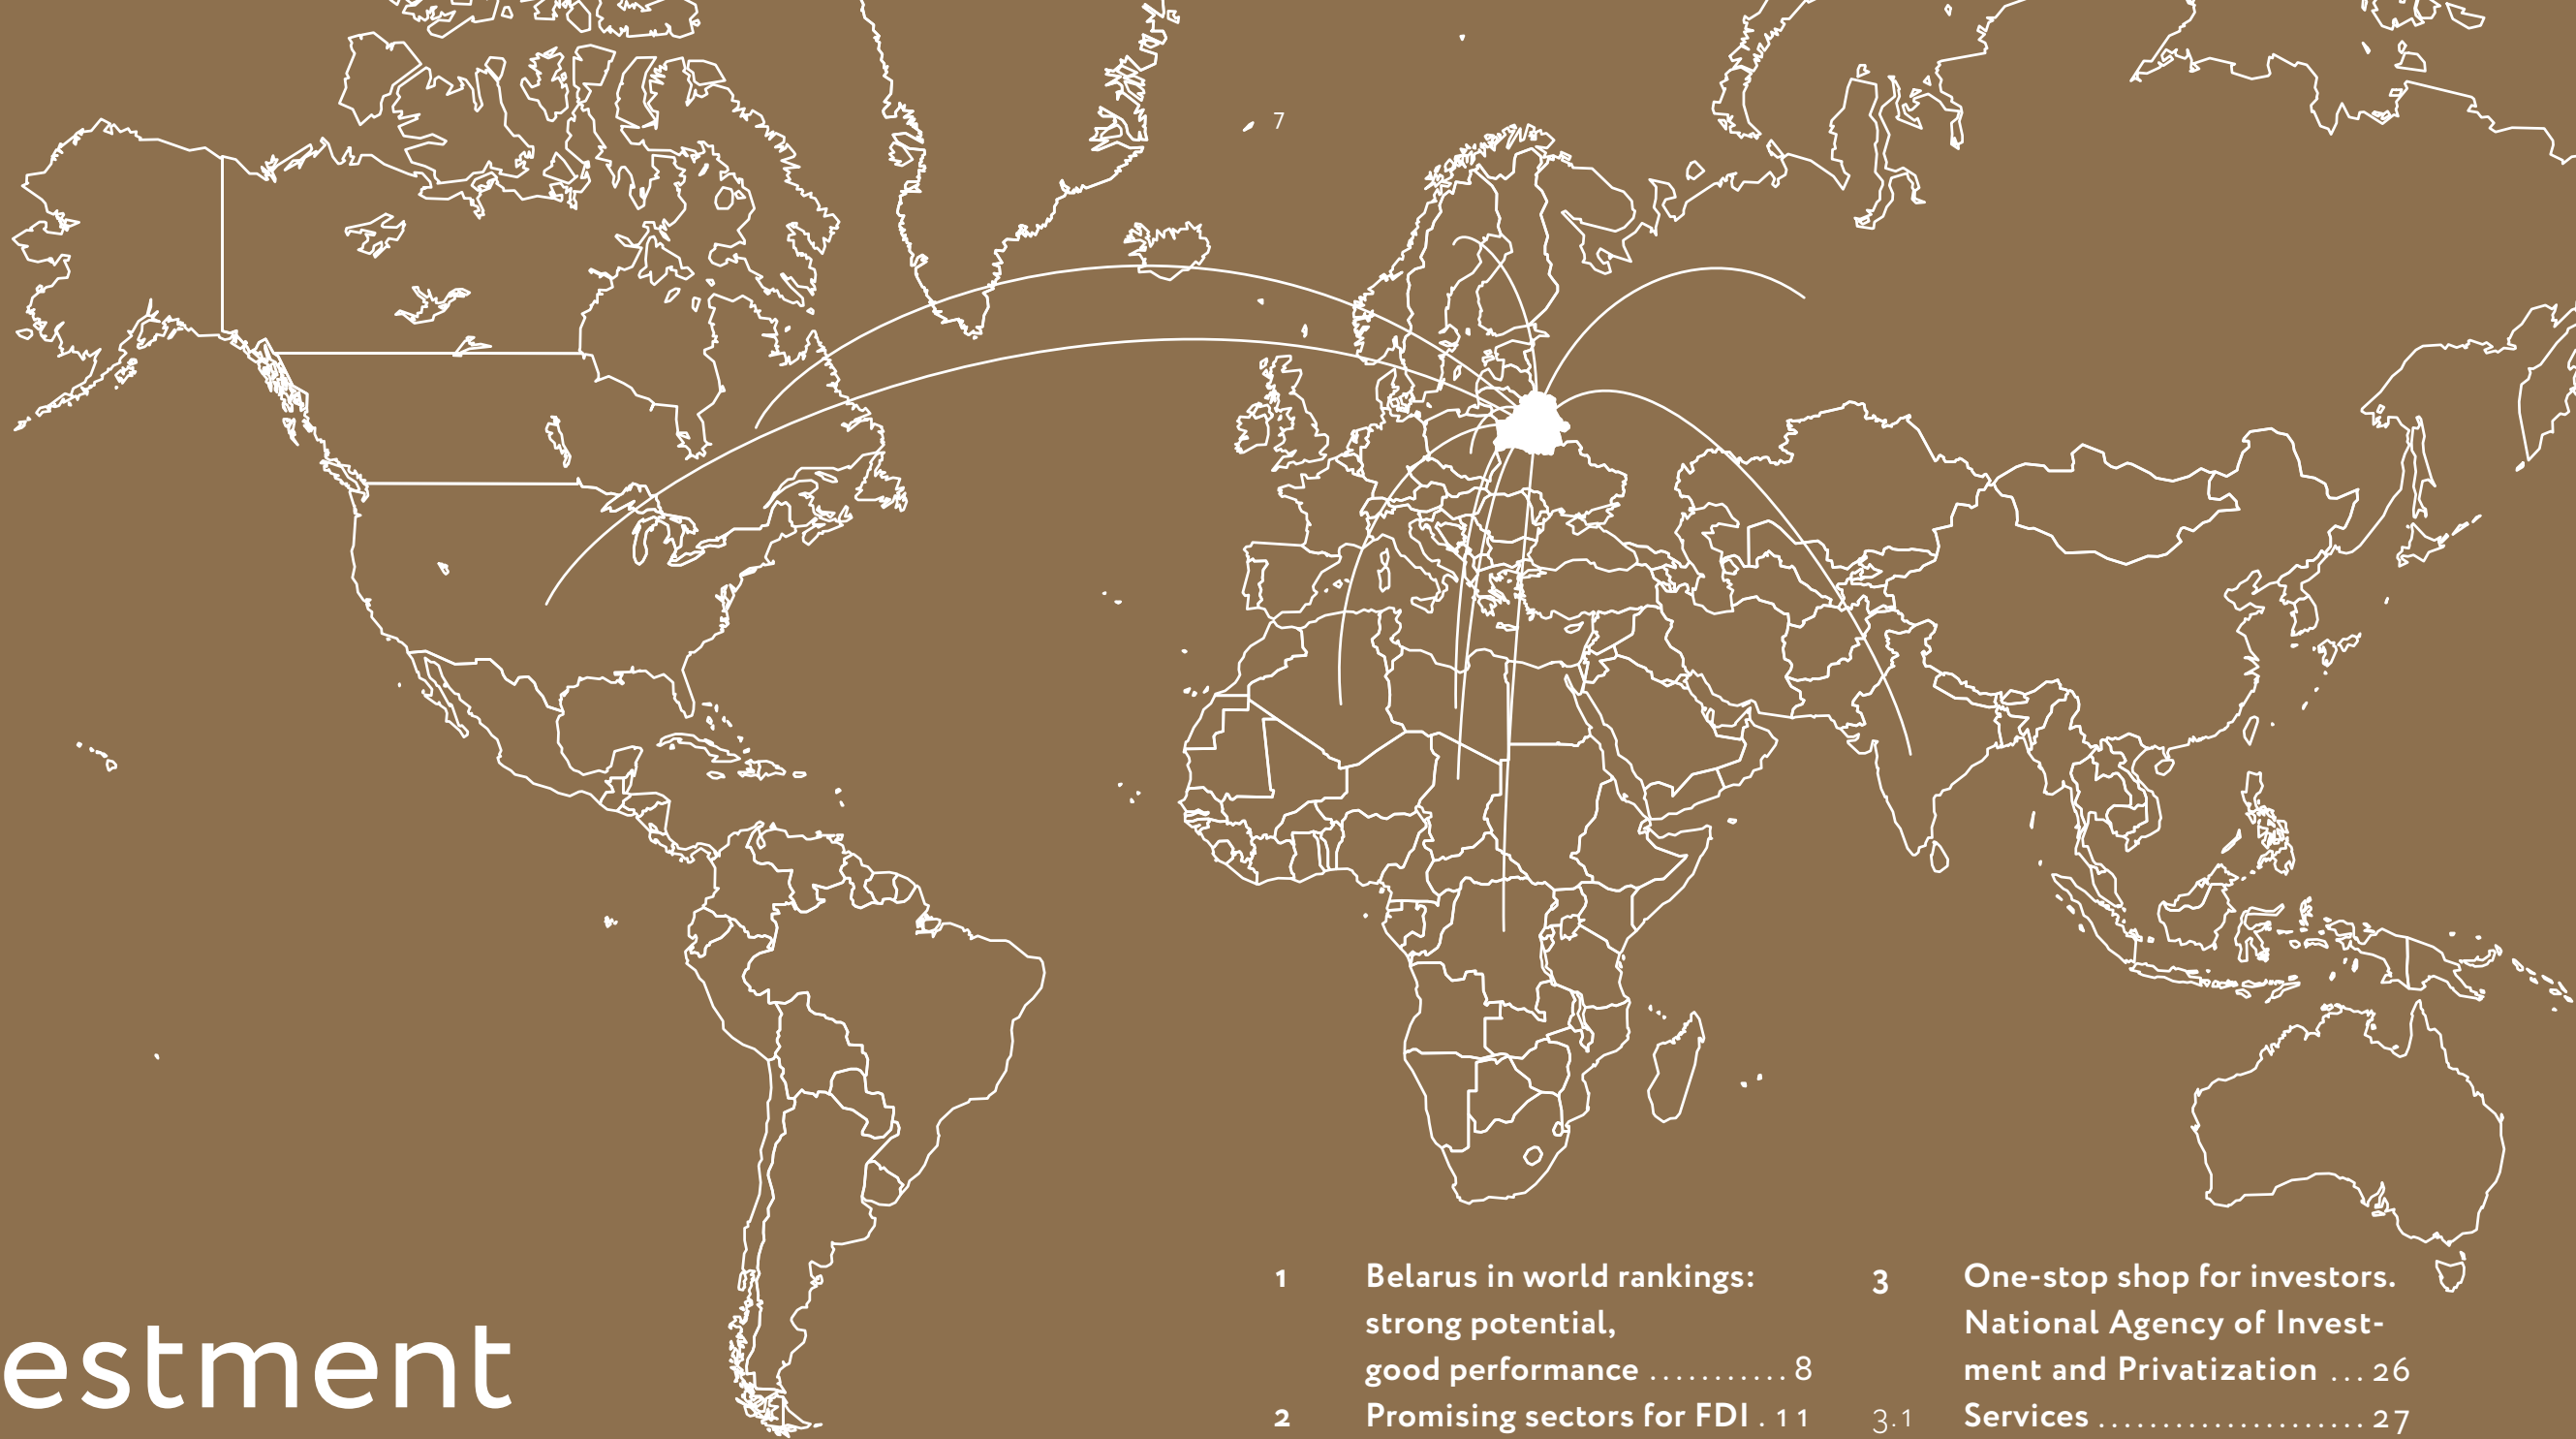 7
estment
1 Belarus in world rankings:
strong potential,
good performance ........... 8
2 Promising sectors for FDI . 11
3 One-stop shop for investors.
National Agency of Invest-
ment and Privatization ... 26
3.1 Services ..................... 27